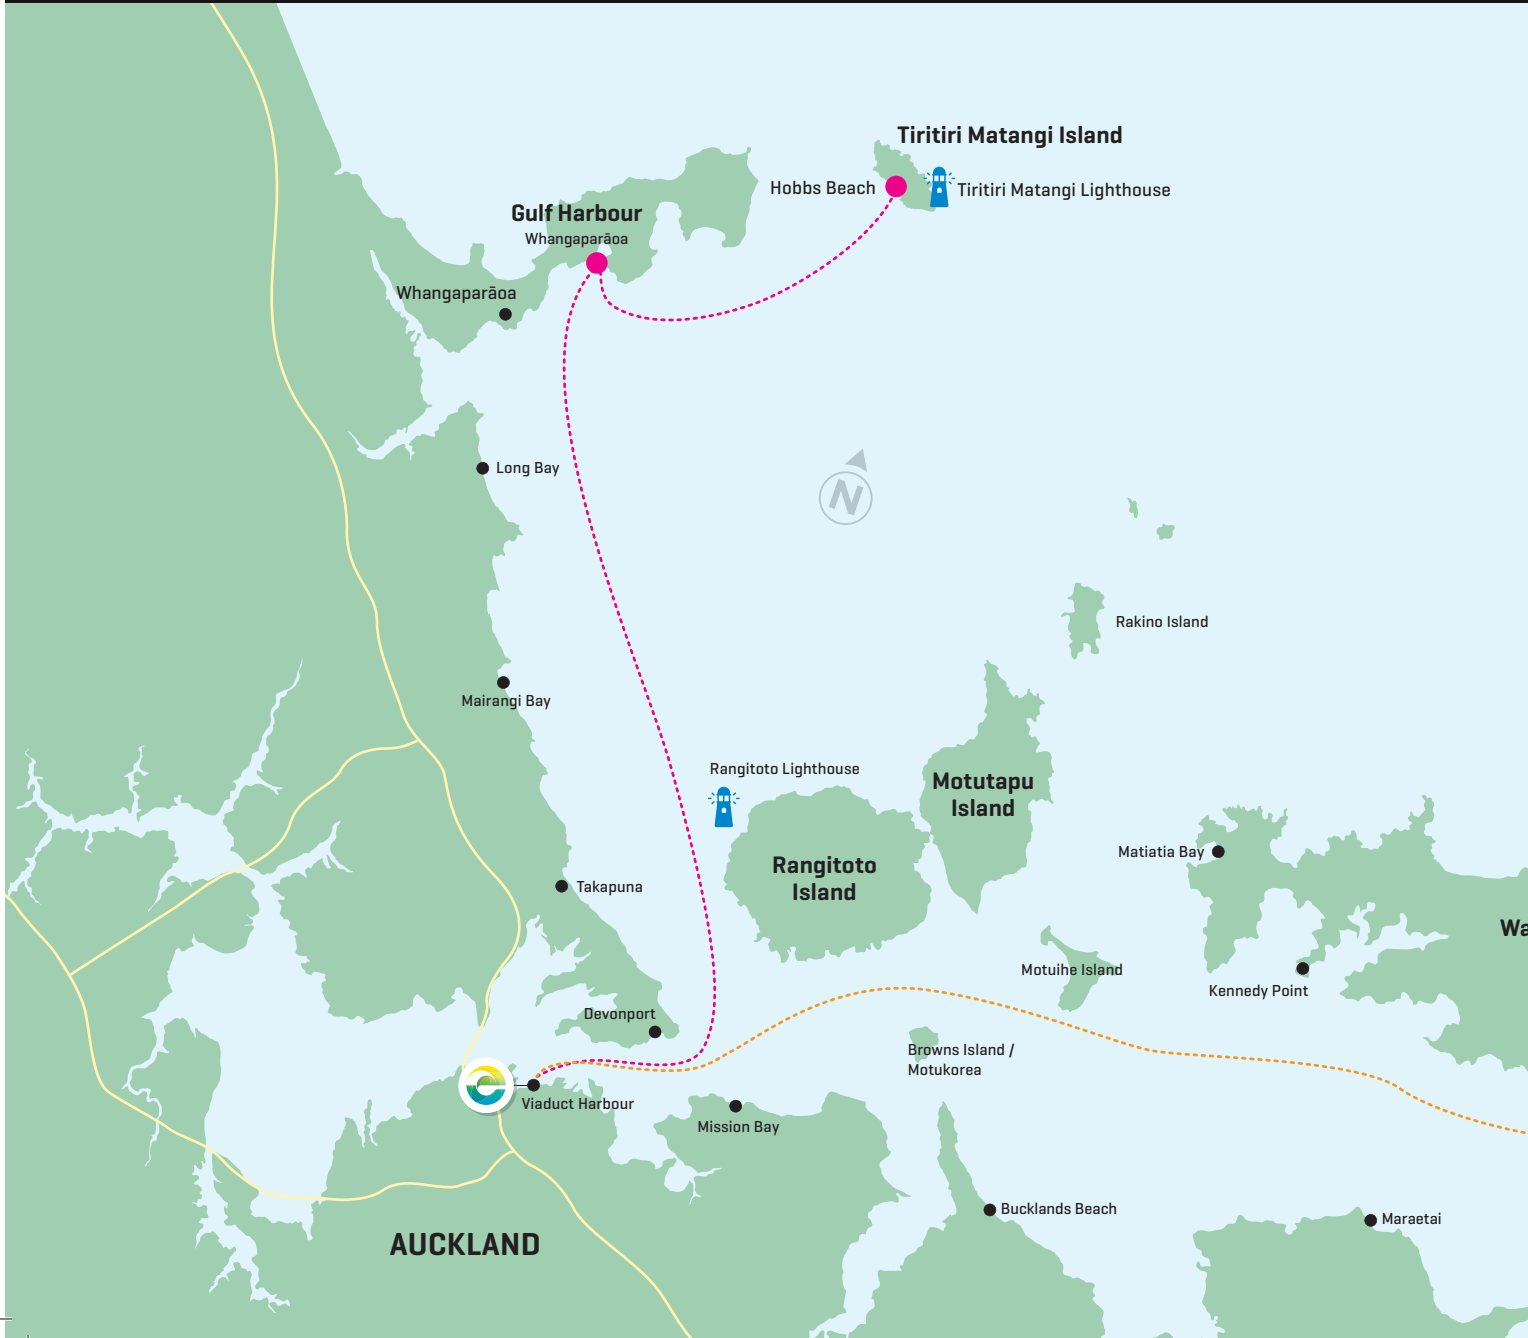 Tiritiri Matangi Island
Hobbs Beach
Tiritiri Matangi Lighthouse
Gulf Harbour
Whangaparāoa
Whangaparāoa
Long Bay
N
Rakino Island
Mairangi Bay
Rangitoto Lighthouse
Motutapu
Island
Matiatia Bay
Rangitoto
Island
Takapuna
Wa
Motuihe Island
Kennedy Point
Devonport
Browns Island /
Motukorea
Viaduct Harbour
Mission Bay
Bucklands Beach
Maraetai
AUCKLAND